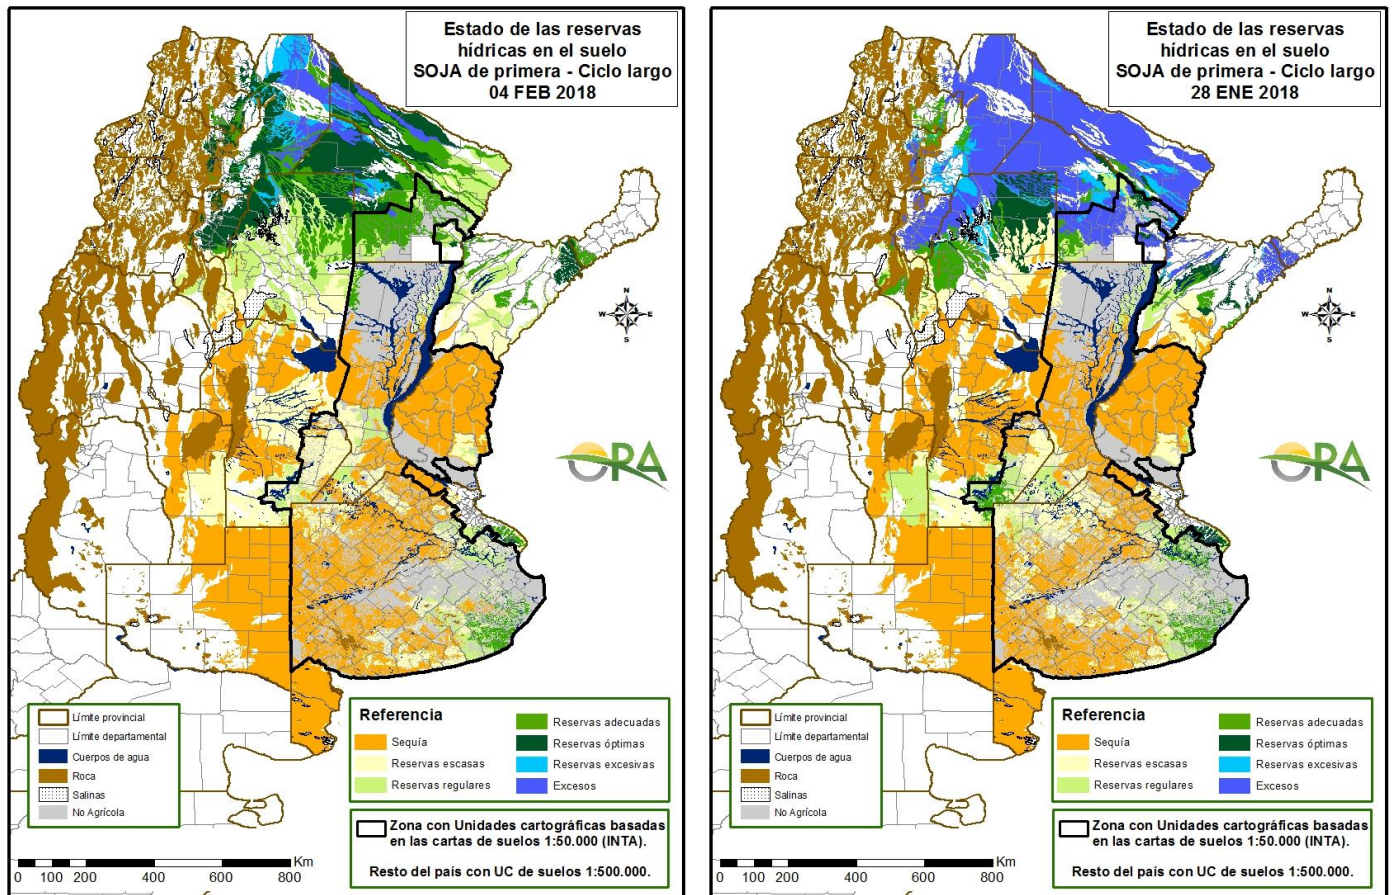 Estado de las reservas
hídricas en el suelo
SOJA de primera - Ciclo largo
04 FEB 2018
N
W E
S
ORA
Límite provincial
Límite departamental
Cuerpos de agua
Roca
Salinas
No Agrícola
Referencia
Sequía
Reservas escasas
Reservas regulares
Reservas adecuadas
Reservas óptimas
Reservas excesivas
Excesos
Zona con Unidades cartográficas basadas
en las cartas de suelos 1:50.000 (INTA).
Resto del país con UC de suelos 1:500.000.
Km
0 100 200 400 600 800
Estado de las reservas
hídricas en el suelo
SOJA de primera - Ciclo largo
28 ENE 2018
N
W E
S
ORA
Límite provincial
Límite departamental
Cuerpos de agua
Roca
Salinas
No Agrícola
Referencia
Sequía
Reservas escasas
Reservas regulares
Reservas adecuadas
Reservas óptimas
Reservas excesivas
Excesos
Zona con Unidades cartográficas basadas
en las cartas de suelos 1:50.000 (INTA).
Resto del país con UC de suelos 1:500.000.
Km
0 100 200 400 600 800